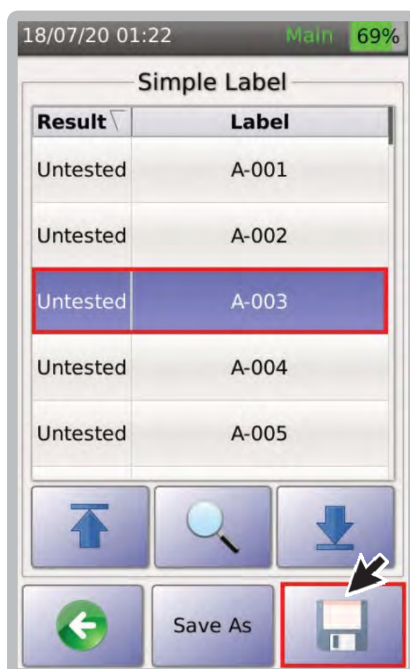 18/07/20 01:22 Main 69%
Simple Label
Result Label
Untested A-001
Untested A-002
Untested A-003
Untested A-004
Untested A-005
Save As